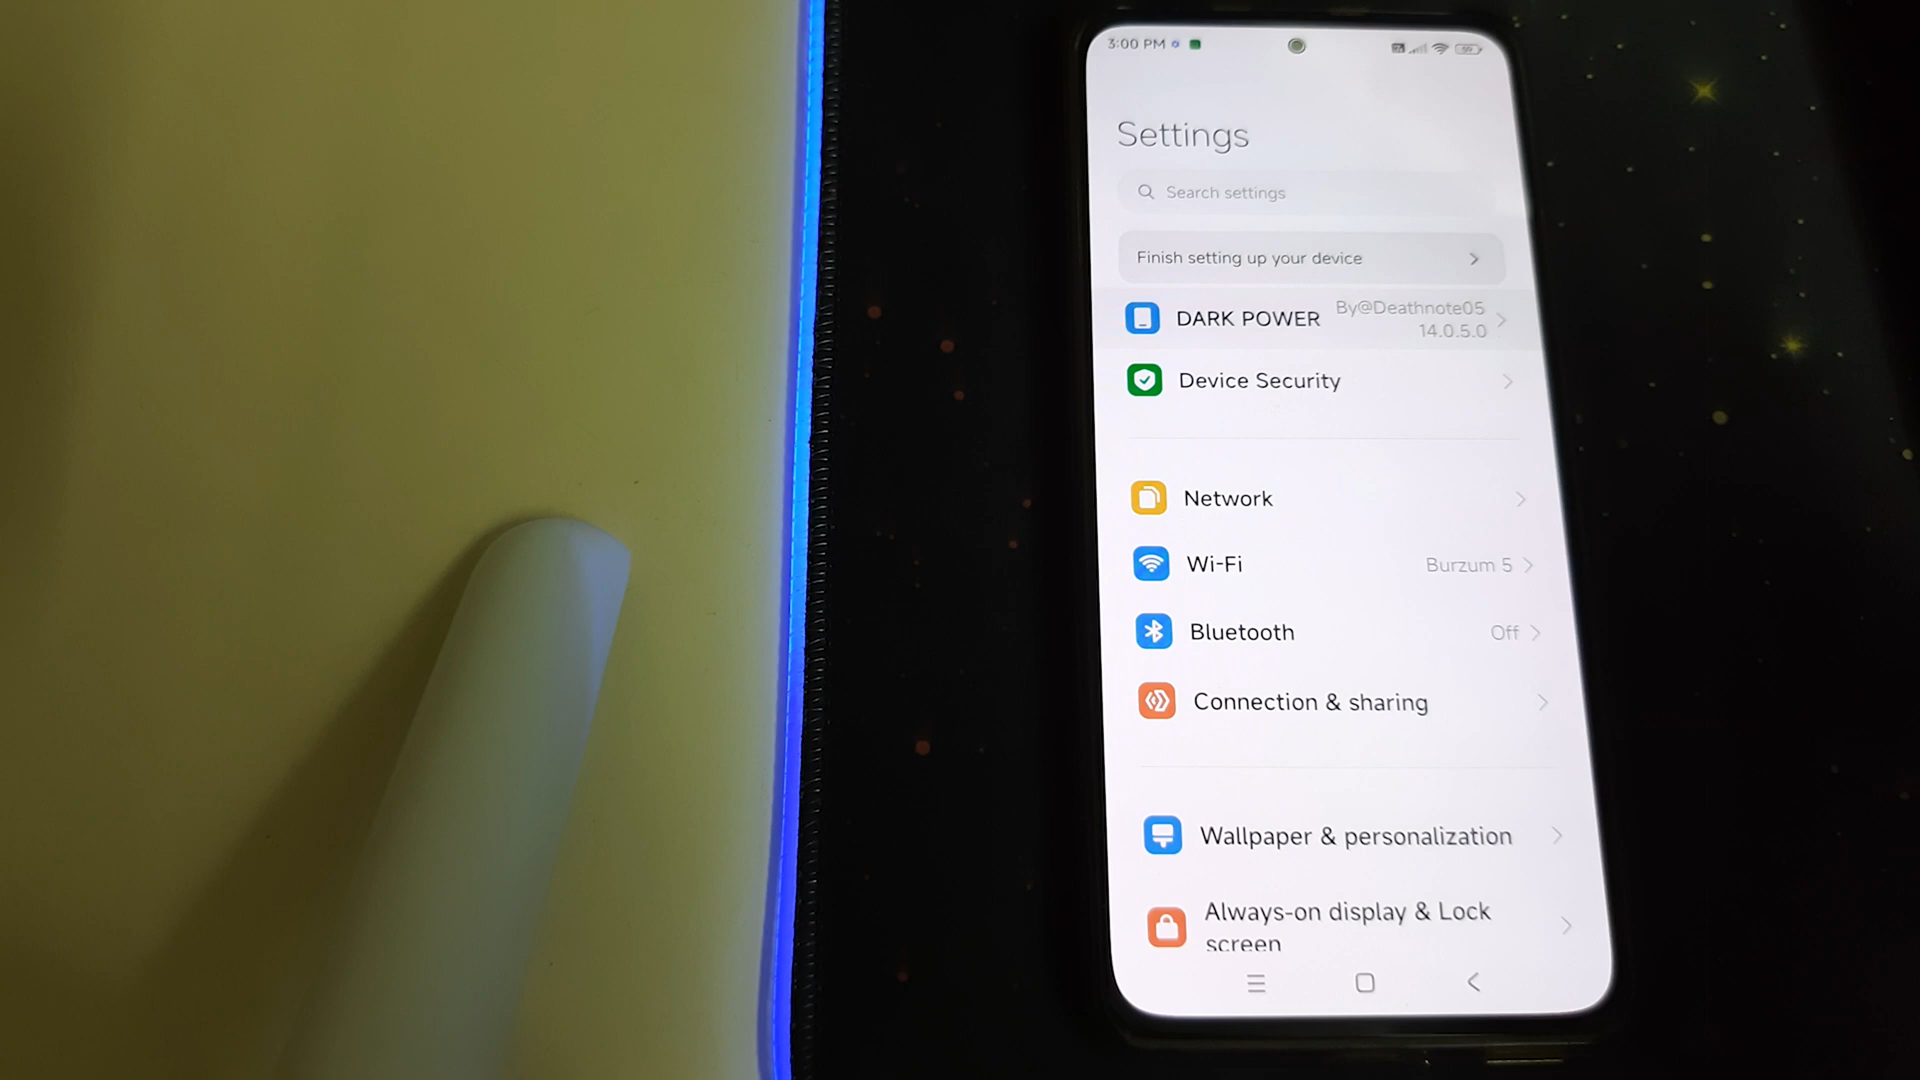 3:00 PM
Settings
Search settings
Finish setting up your device
DARK POWER By@Deathnote05
14.0.5.0
Device Security
Network
Wi-Fi Burzum 5
Bluetooth Off
Connection & sharing
Wallpaper & personalization
Always-on display & Lock
screen